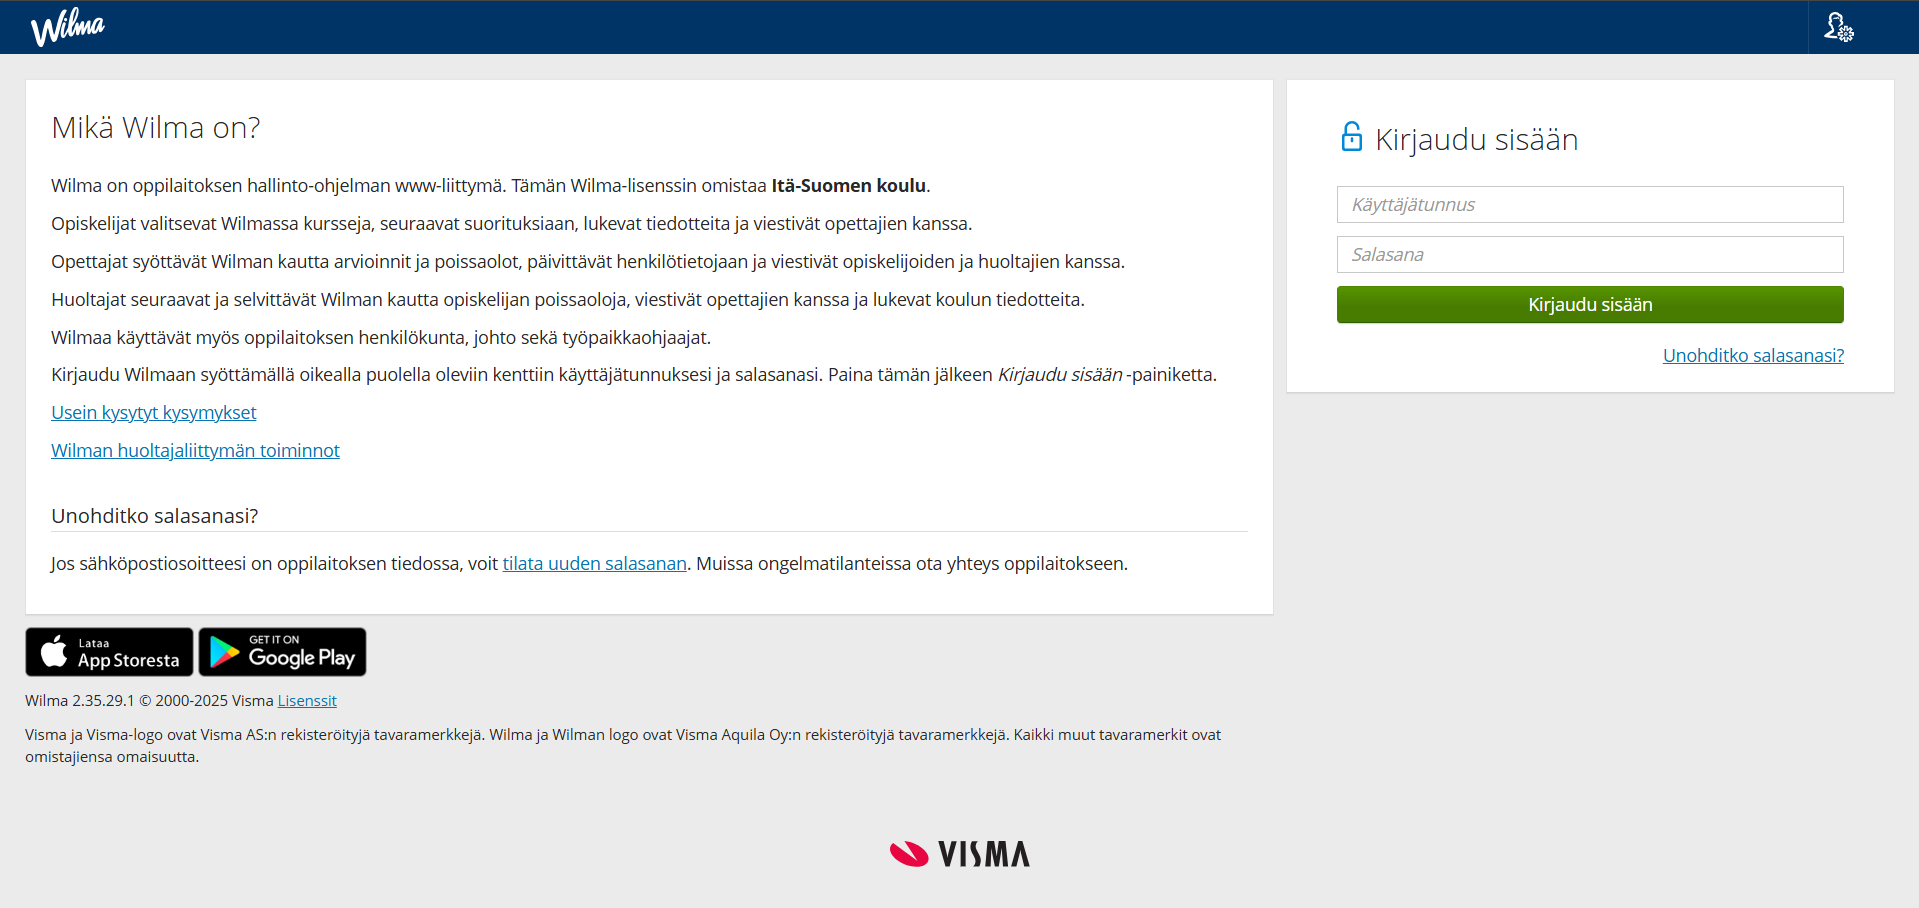 Wilma
Mikä Wilma on?
Wilma on oppilaitoksen hallinto-ohjelman www-liittymä. Tämän Wilma-lisenssin omistaa Itä-Suomen koulu.
Opiskelijat valitsevat Wilmassa kursseja, seuraavat suorituksiaan, lukevat tiedotteita ja viestivät opettajien kanssa.
Opettajat syöttävät Wilman kautta arvioinnit ja poissaolot, päivittävät henkilötietojaan ja viestivät opiskelijoiden ja huoltajien kanssa.
Huoltajat seuraavat ja selvittävät Wilman kautta opiskelijan poissaoloja, viestivät opettajien kanssa ja lukevat koulun tiedotteita.
Wilmaa käyttävät myös oppilaitoksen henkilökunta, johto sekä työpaikkaohjaajat.
Kirjaudu Wilmaan syöttämällä oikealla puolella oleviin kenttiin käyttäjätunnuksesi ja salasanasi. Paina tämän jälkeen Kirjaudu sisään -painiketta.
Usein kysytyt kysymykset
Wilman huoltajaliittymän toiminnot
Unohditko salasanasi?
Jos sähköpostiosoitteesi on oppilaitoksen tiedossa, voit tilata uuden salasanan. Muissa ongelmatilanteissa ota yhteys oppilaitokseen.
Kirjaudu sisään
Käyttäjätunnus
Salasana
Kirjaudu sisään
Unohditko salasanasi?
Lataa
App Storesta
GET IT ON
Google Play
Wilma 2.35.29.1 © 2000-2025 Visma Lisenssit
Visma ja Visma-logo ovat Visma AS:n rekisteröityjä tavaramerkkejä. Wilma ja Wilman logo ovat Visma Aquila Oy:n rekisteröityjä tavaramerkkejä. Kaikki muut tavaramerkit ovat
omistajiensa omaisuutta.
VISMA